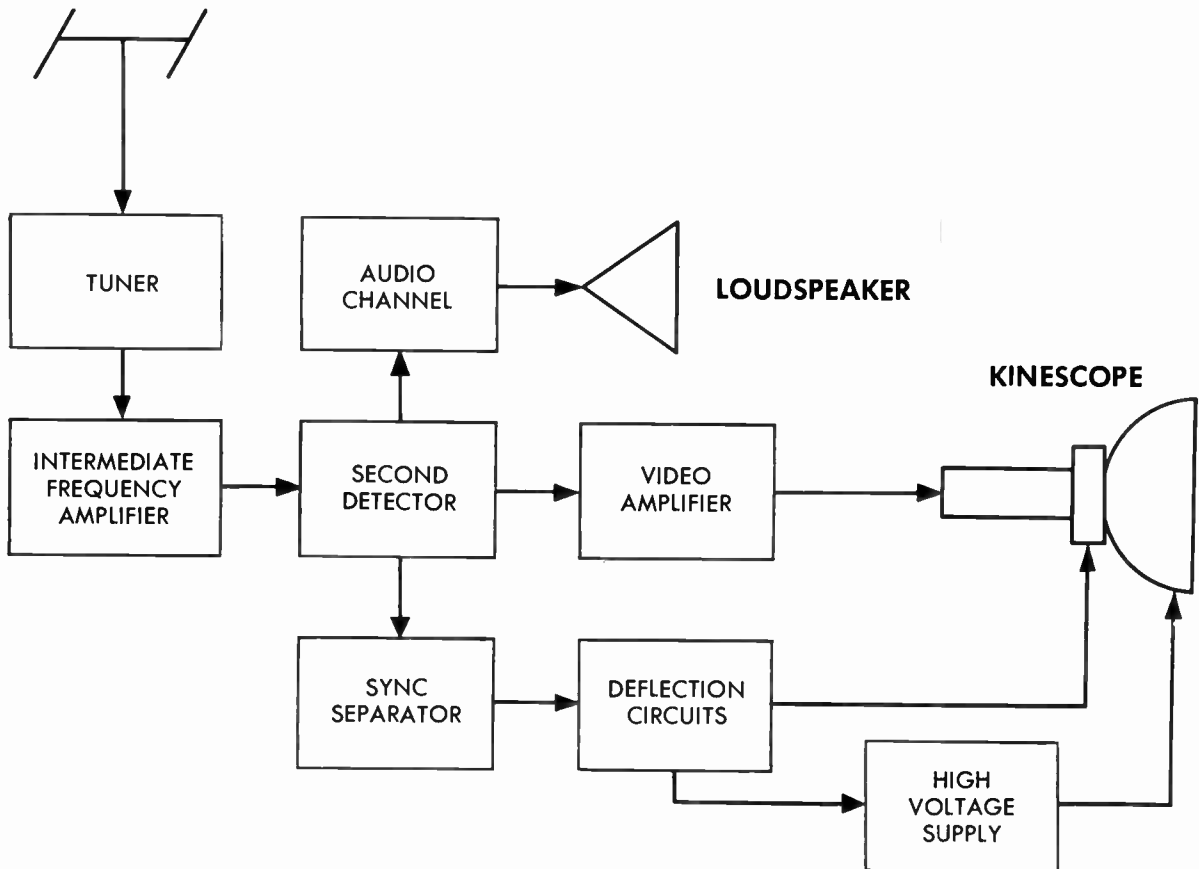 TUNER
AUDIO
CHANNEL
LOUDSPEAKER
KINESCOPE
INTERMEDIATE
FREQUENCY
AMPLIFIER
SECOND
DETECTOR
VIDEO
AMPLIFIER
SYNC
SEPARATOR
DEFLECTION
CIRCUITS
HIGH
VOLTAGE
SUPPLY